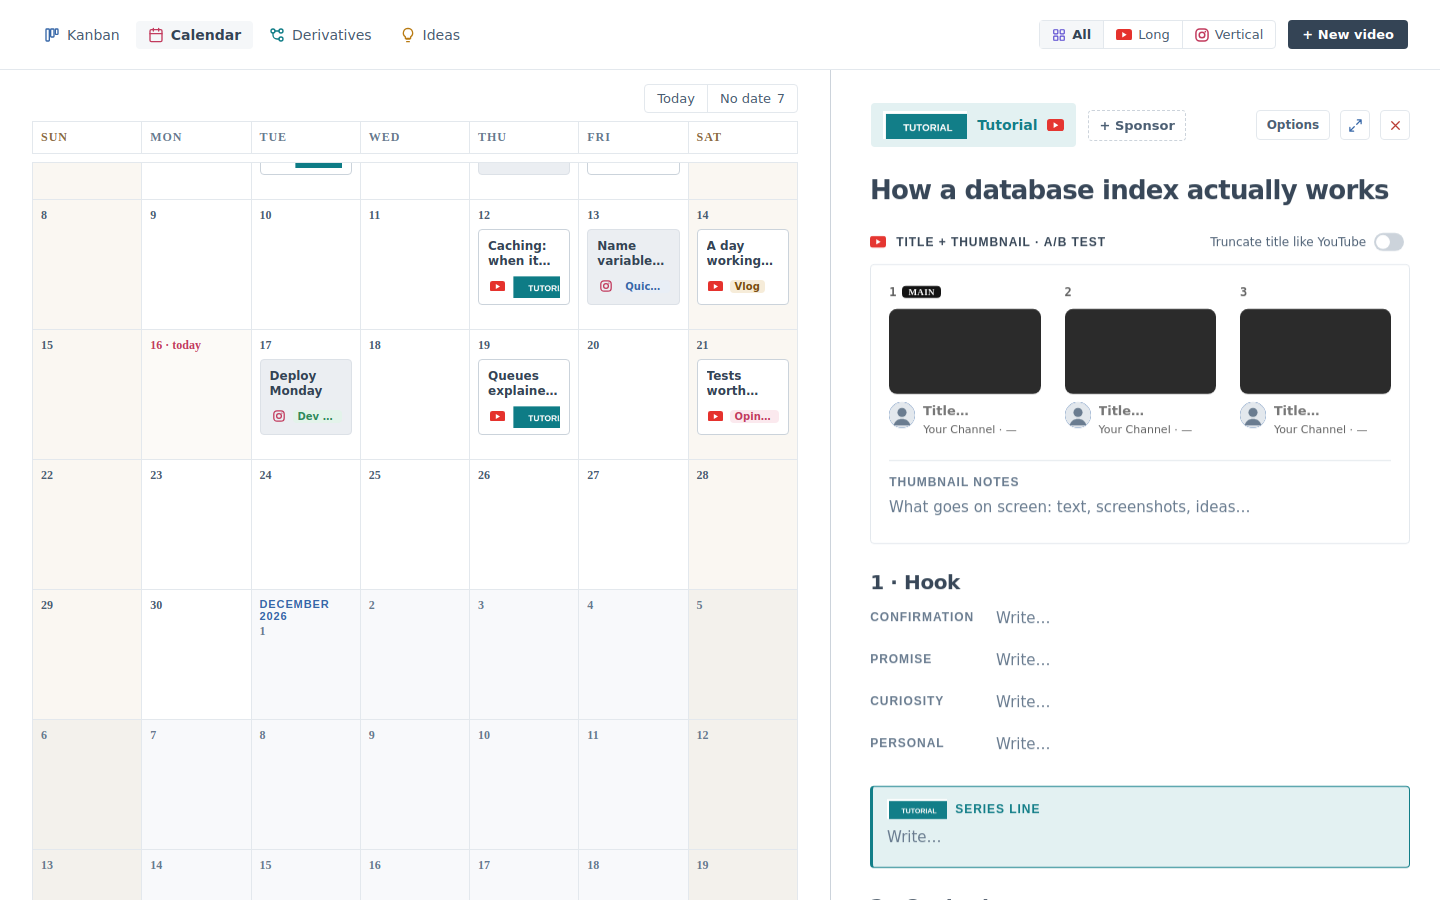 Kanban
Calendar
Derivatives
Ideas
All
Long
Vertical
+ New video
Today
No date 7
SUN
MON
TUE
WED
THU
FRI
SAT
8
9
10
11
12
Caching:
when it...
TUTORI
13
Name
variable...
Quic...
14
A day
working...
Vlog
15
16 · today
17
Deploy
Monday
Dev ...
18
19
Queues
explaine...
TUTORI
20
21
Tests
worth...
Opin...
22
23
24
25
26
27
28
29
30
DECEMBER
2026
1
2
3
4
5
6
7
8
9
10
11
12
13
14
15
16
17
18
19
TUTORIAL
Tutorial
+ Sponsor
Options
How a database index actually works
TITLE + THUMBNAIL · A/B TEST
Truncate title like YouTube
1 MAIN
2
3
Title...
Your Channel · —
Title...
Your Channel · —
Title...
Your Channel · —
THUMBNAIL NOTES
What goes on screen: text, screenshots, ideas...
1 · Hook
CONFIRMATION
Write...
PROMISE
Write...
CURIOSITY
Write...
PERSONAL
Write...
TUTORIAL
SERIES LINE
Write...